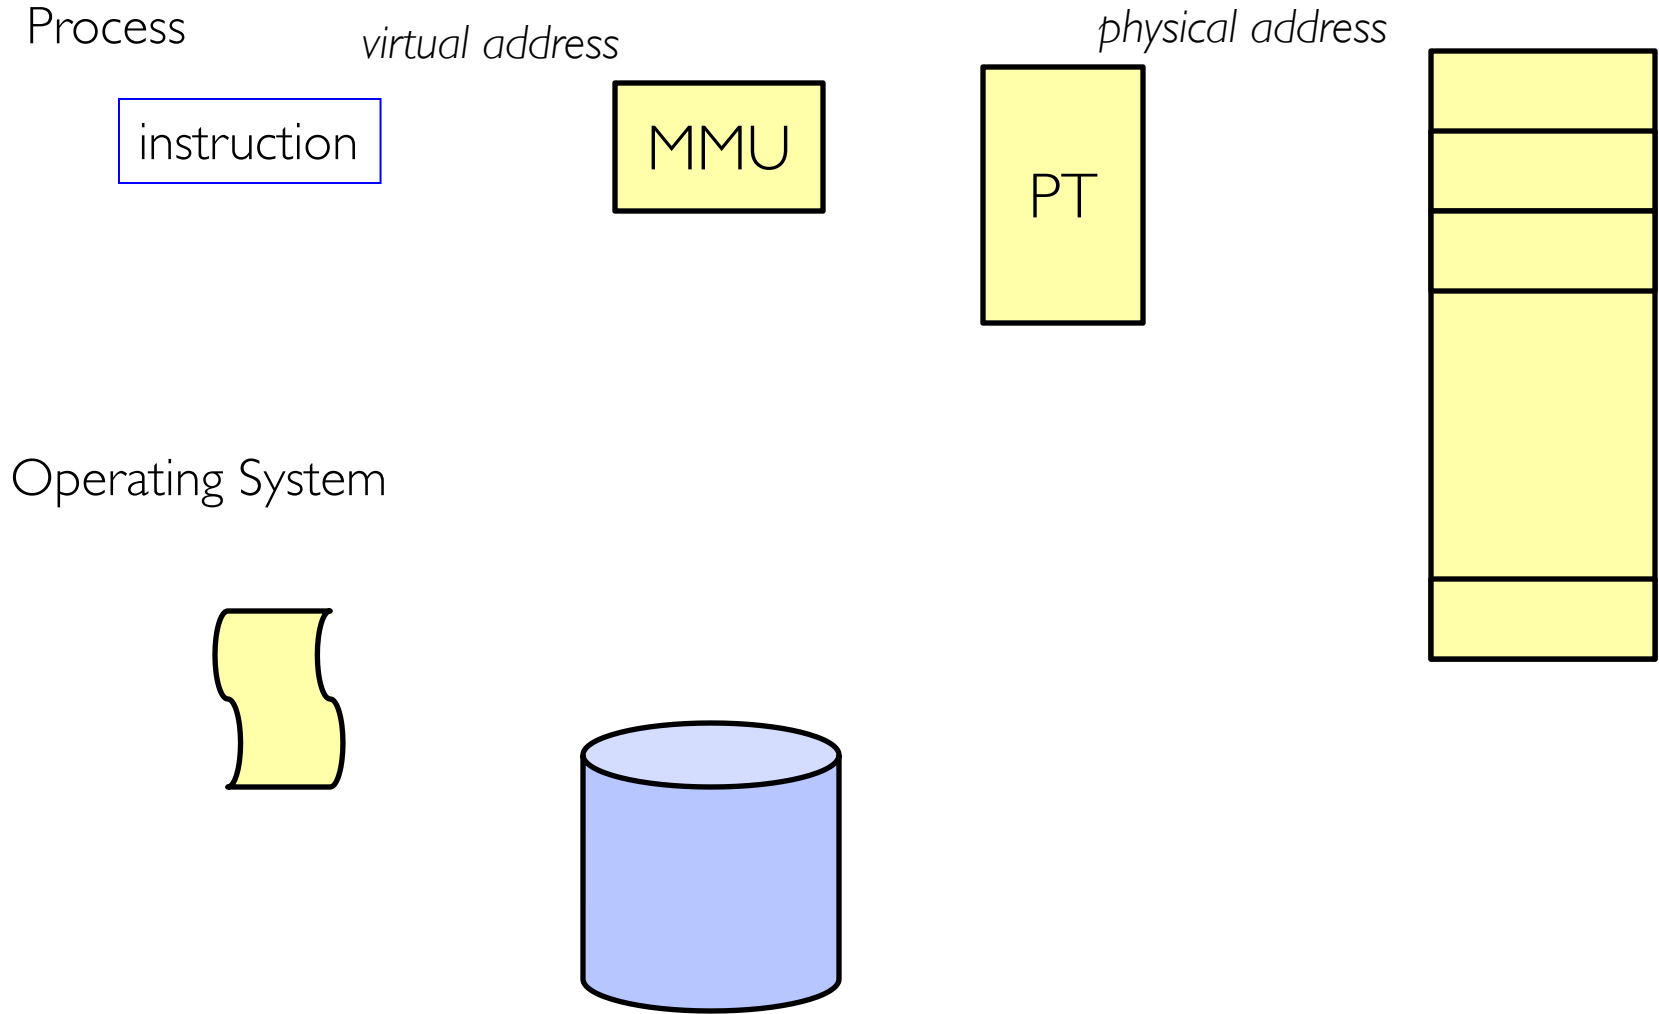 Process
virtual address
physical address
instruction
MMU
PT
Operating System